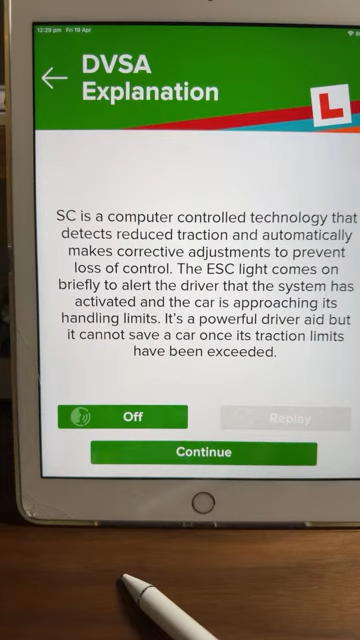 12:29 pm Fri 19 Apr
DVSA
Explanation
L
SC is a computer controlled technology that
detects reduced traction and automatically
makes corrective adjustments to prevent
loss of control. The ESC light comes on
briefly to alert the driver that the system has
activated and the car is approaching its
handling limits. It's a powerful driver aid but
it cannot save a car once its traction limits
have been exceeded.
Off
Replay
Continue